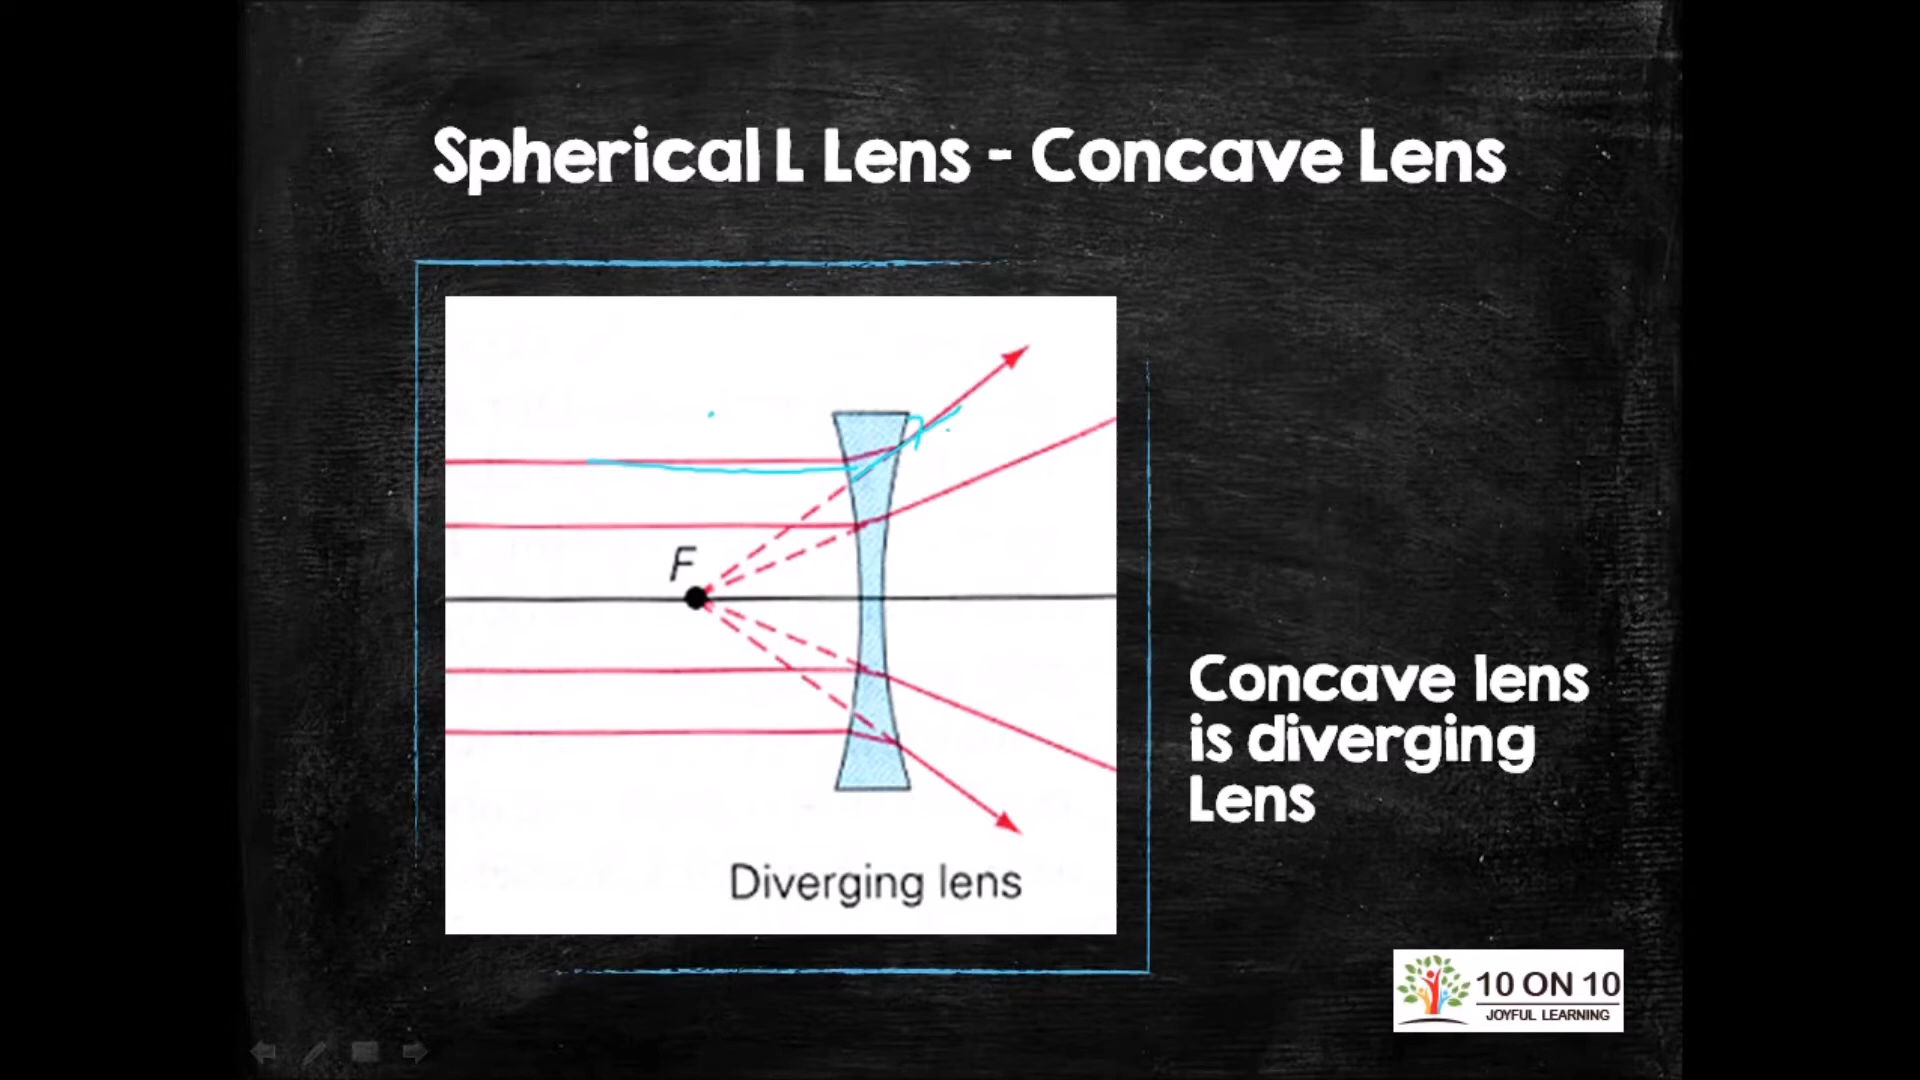 Spherical L Lens - Concave Lens
F
Diverging lens
Concave lens
is diverging
Lens
10 ON 10
JOYFUL LEARNING